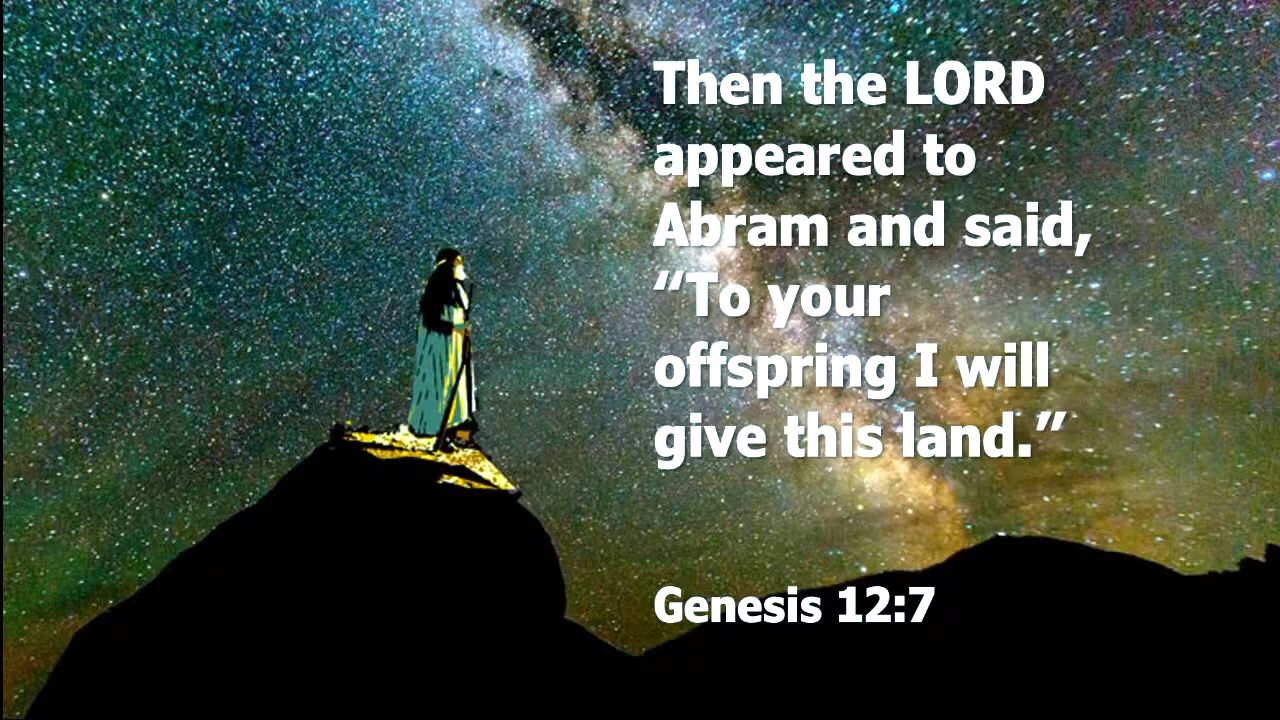 Then the LORD
appeared to
Abram and said,
“To your
offspring I will
give this land.”
Genesis 12:7